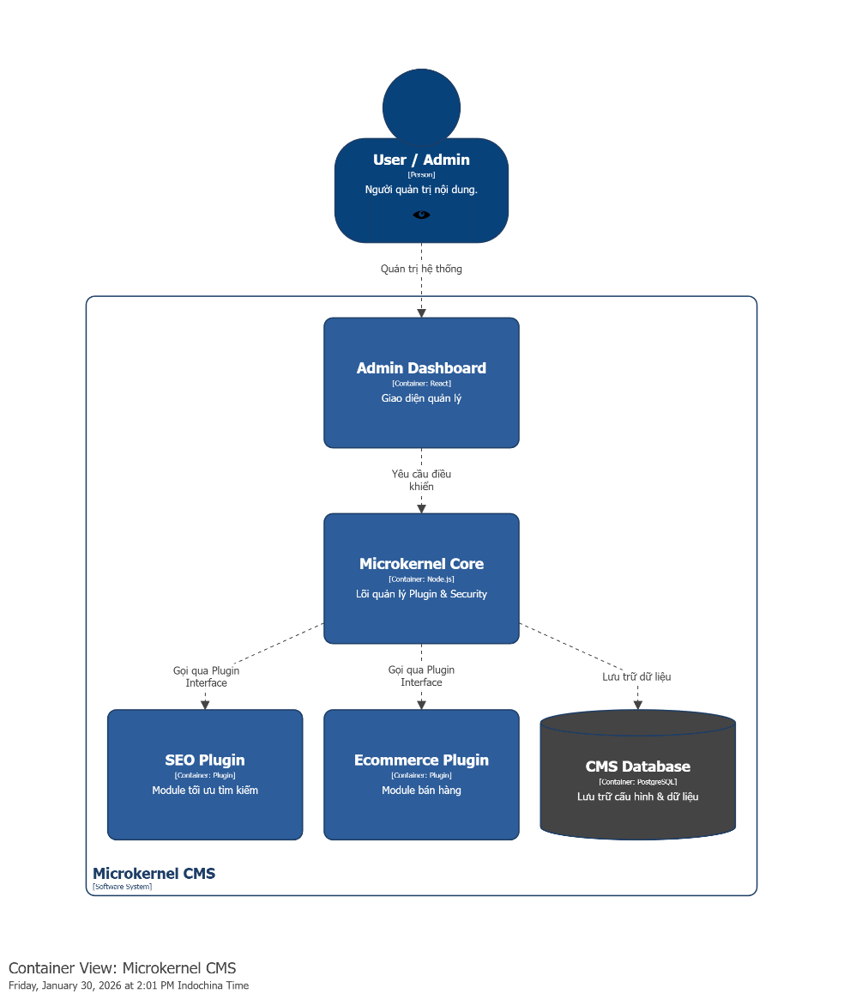 User / Admin
[Person]
Người quản trị nội dung.
Quản trị hệ thống
Admin Dashboard
[Container: React]
Giao diện quản lý
Yêu cầu điều
khiển
Microkernel Core
[Container: Node.js]
Lõi quản lý Plugin & Security
Gọi qua Plugin
Interface
Gọi qua Plugin
Interface
Lưu trữ dữ liệu
SEO Plugin
[Container: Plugin]
Module tối ưu tìm kiếm
Ecommerce Plugin
[Container: Plugin]
Module bán hàng
CMS Database
[Container: PostgreSQL]
Lưu trữ cấu hình & dữ liệu
Microkernel CMS
[Software System]
Container View: Microkernel CMS
Friday, January 30, 2026 at 2:01 PM Indochina Time